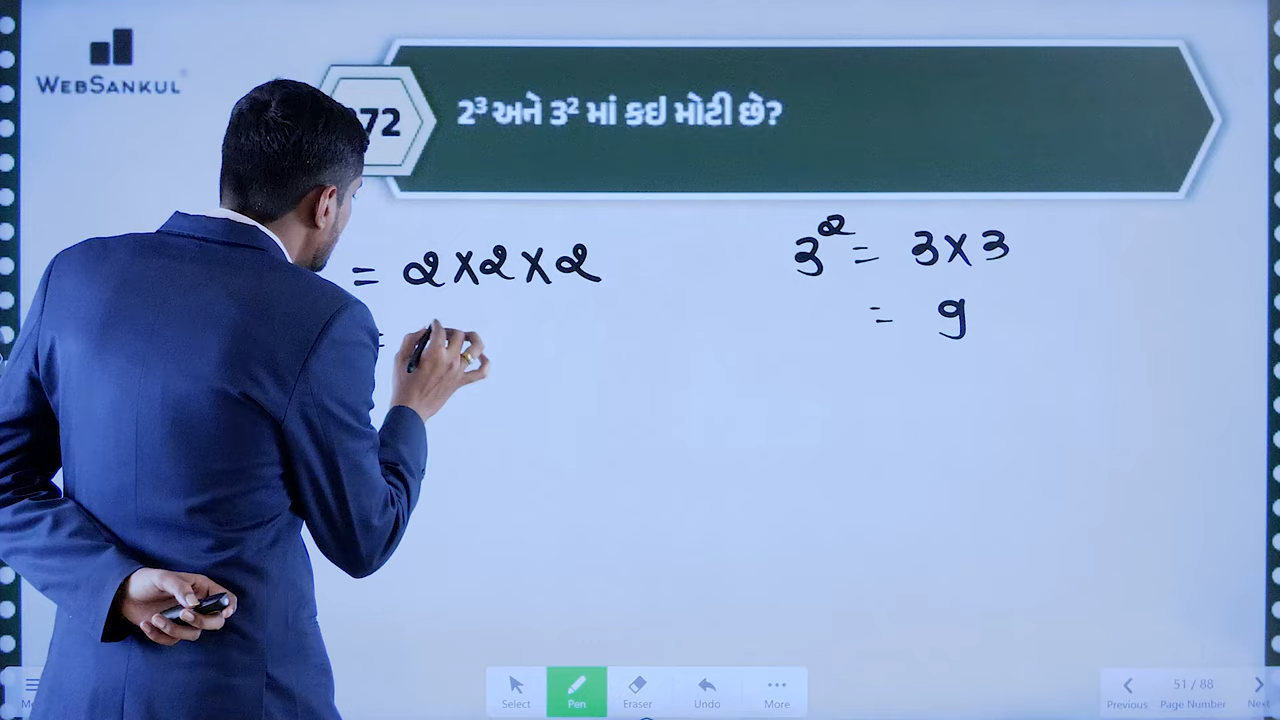 WEBSANKUL
72 2³ અને 3² માં કઇ મોટી છે?
= 2 X 2 X 2
3² = 3 X 3
=
= 9
Select Pen Eraser Undo More
51 / 88
Previous Page Number Next